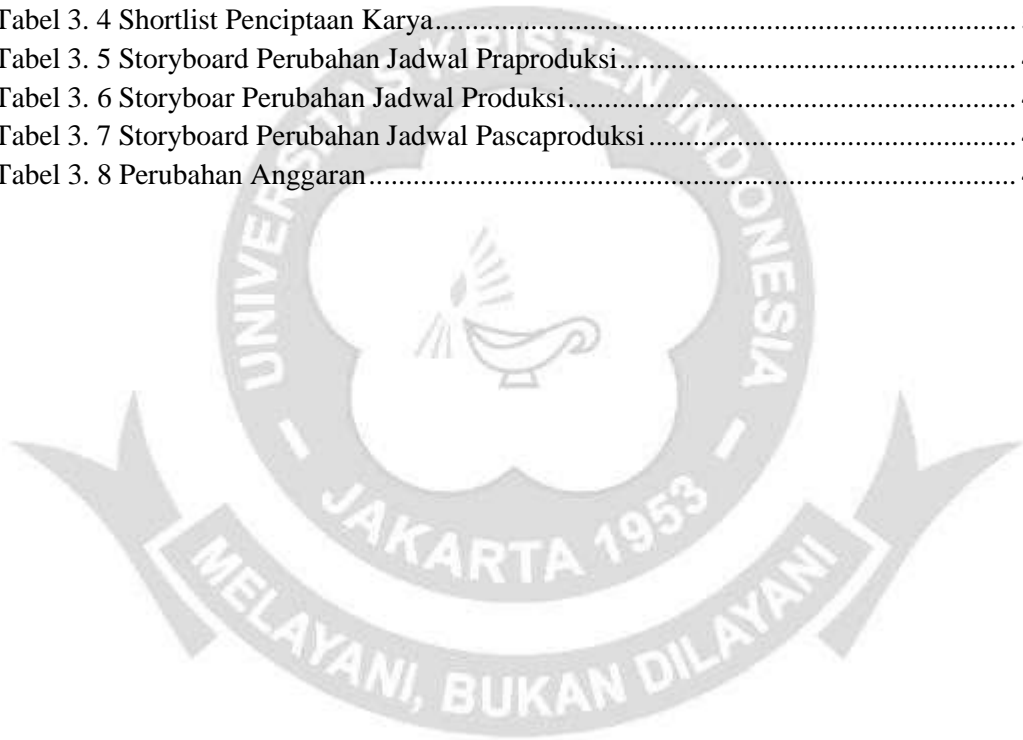 Tabel 3. 4 Shortlist Penciptaan Karya
Tabel 3. 5 Storyboard Perubahan Jadwal Praproduksi
Tabel 3. 6 Storyboar Perubahan Jadwal Produksi
Tabel 3. 7 Storyboard Perubahan Jadwal Pascaproduksi
Tabel 3. 8 Perubahan Anggaran
UNIVERSITAS KRISTEN INDONESIA
- JAKARTA 1953 -
MELAYANI, BUKAN DILAYANI